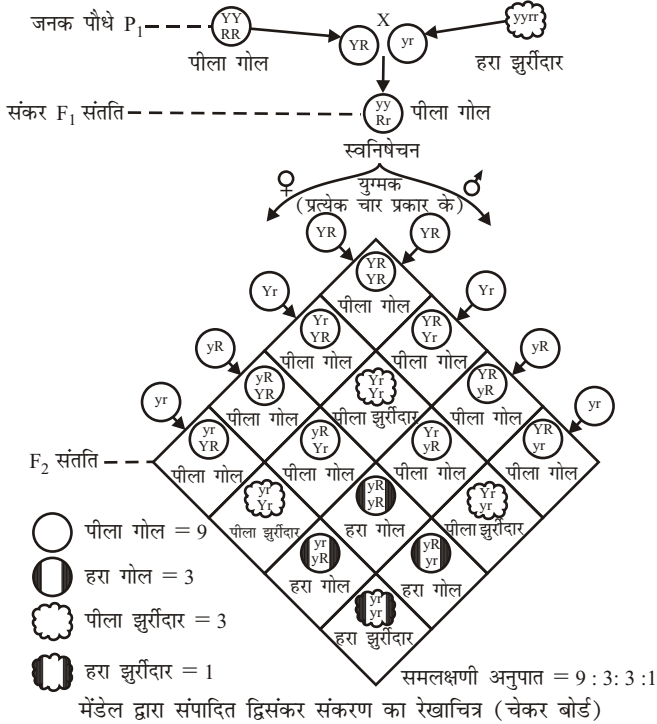 जनक पौधे P1 YY RR X yyrr
YR yr
पीला गोल हरा झुर्रीदार
संकर F1 संतति yy Rr पीला गोल
स्वनिषेचन
♀ युग्मक ♂
(प्रत्येक चार प्रकार के)
YR YR
YR YR
पीला गोल
Yr Yr
Yr YR YR Yr
पीला गोल पीला गोल
yR yR
yR YR Yr Yr YR yR
पीला गोल पीला झुर्रीदार पीला गोल
yr yr
yr YR yR Yr Yr yR YR yr
F2 संतति पीला गोल पीला गोल पीला गोल पीला गोल
yr Yr yR yR Yr yr
पीला झुर्रीदार हरा गोल पीला झुर्रीदार
पीला गोल = 9
yr yR yR yr
हरा गोल हरा गोल
हरा गोल = 3
yr yr
पीला झुर्रीदार = 3
हरा झुर्रीदार
हरा झुर्रीदार = 1
समलक्षणी अनुपात = 9 : 3: 3 :1
मेंडेल द्वारा संपादित द्विसंकर संकरण का रेखाचित्र (चेकर बोर्ड)